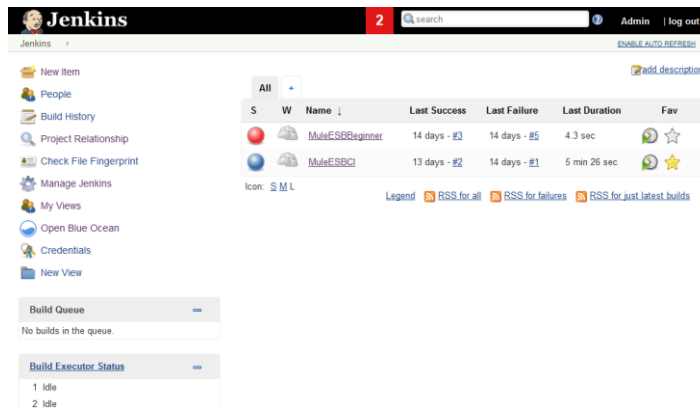 Jenkins
2
search
Admin | log out
Jenkins
ENABLE AUTO REFRESH
New Item
People
Build History
Project Relationship
Check File Fingerprint
Manage Jenkins
My Views
Open Blue Ocean
Credentials
New View
Build Queue
No builds in the queue.
Build Executor Status
1 Idle
2 Idle
add description
All +
S W Name ↓ Last Success Last Failure Last Duration Fav
MuleESBBeginner 14 days - #3 14 days - #5 4.3 sec
MuleESBCI 13 days - #2 14 days - #1 5 min 26 sec
Icon: S M L
Legend RSS for all RSS for failures RSS for just latest builds